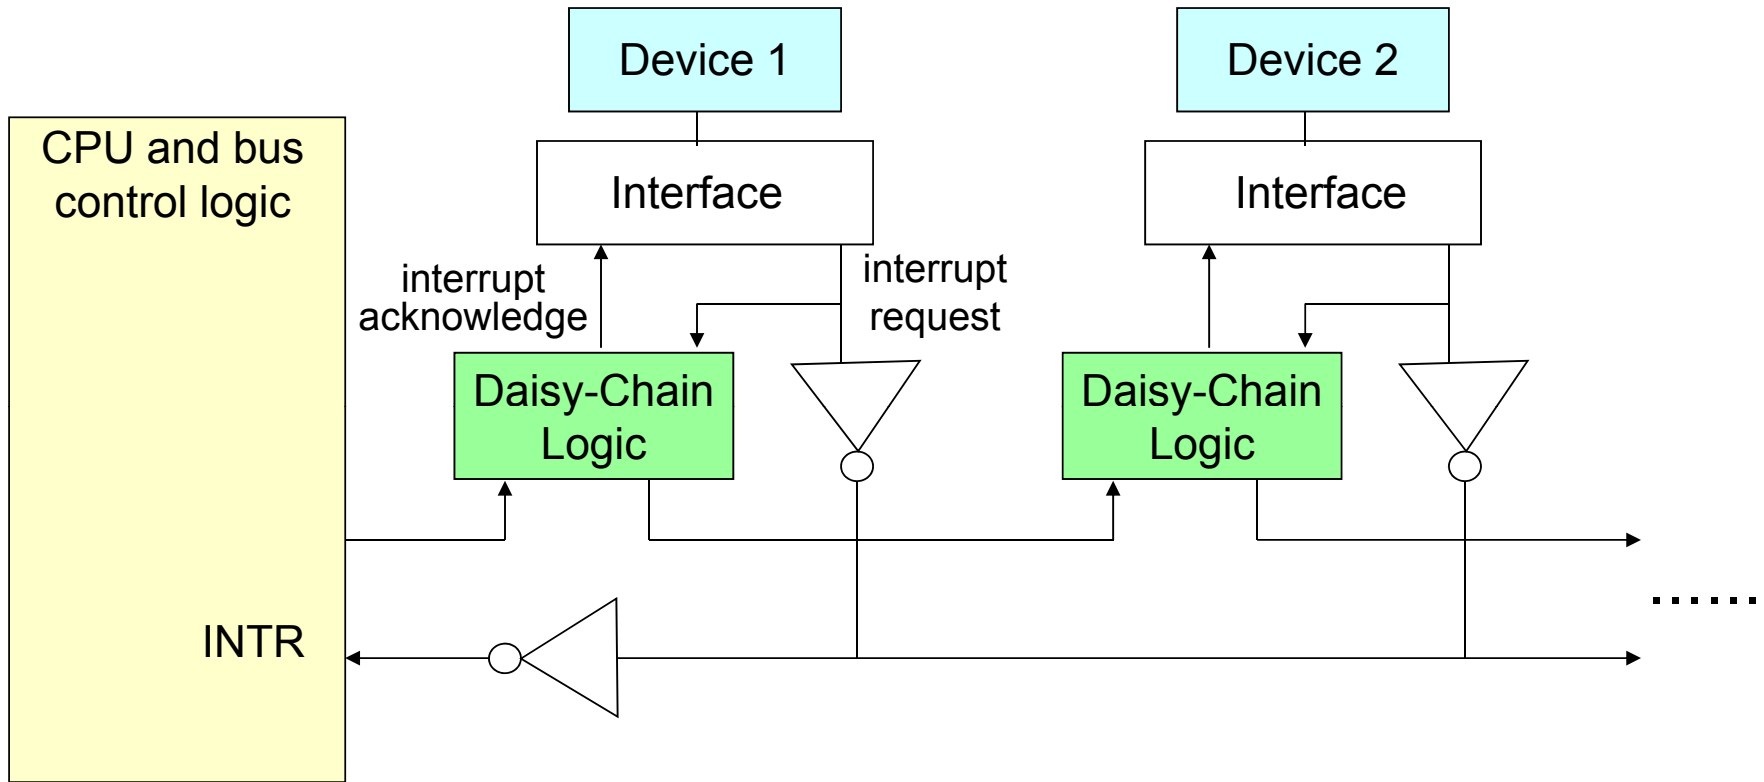 Device 1
Device 2
CPU and bus
control logic
Interface
Interface
interrupt
acknowledge
interrupt
request
Daisy-Chain
Logic
Daisy-Chain
Logic
INTR